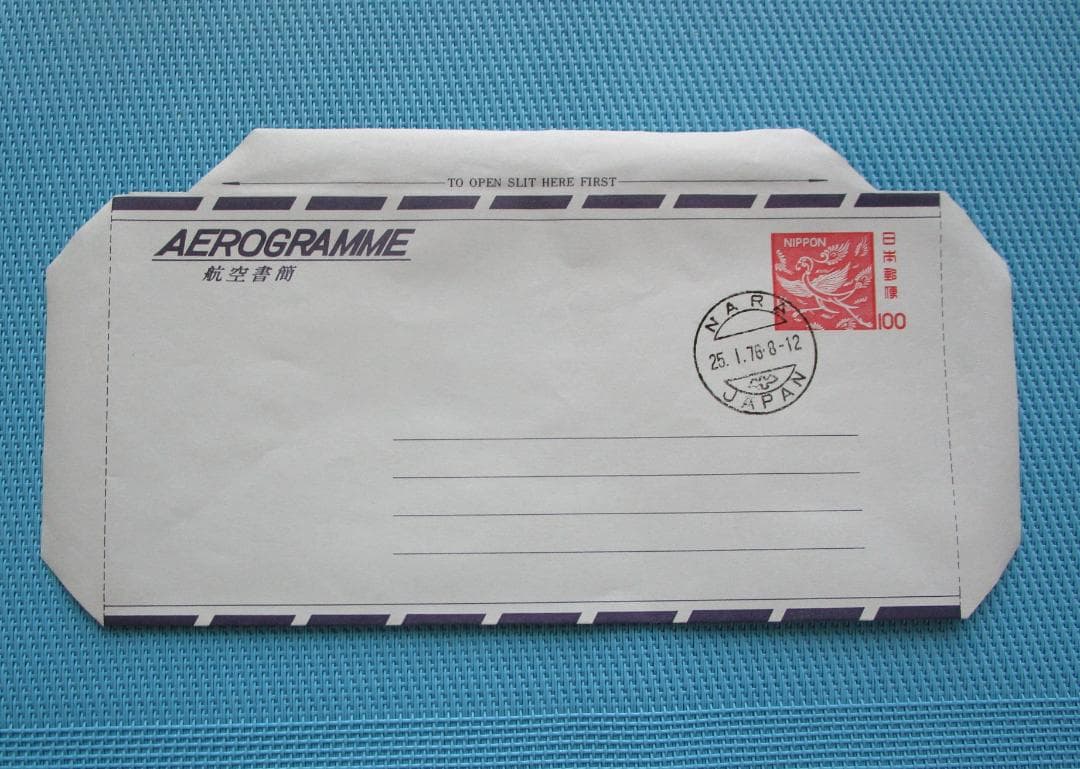 TO OPEN SLIT HERE FIRST
AEROGRAMME
航空書簡
NIPPON
日本郵便
100
NARA
25.I.76·8-12
JAPAN